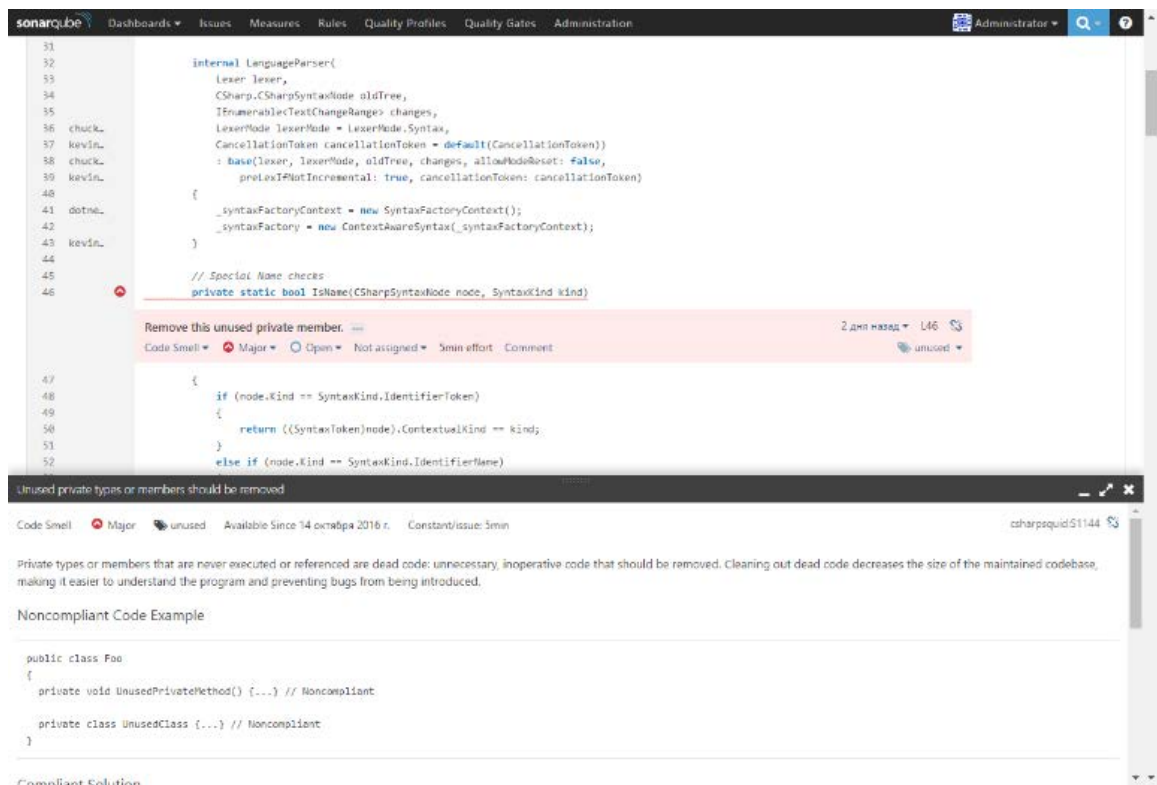 sonarqube Dashboards Issues Measures Rules Quality Profiles Quality Gates Administration Administrator
31
32 internal LanguageParser(
33 Lexer lexer,
34 CSharp.CSharpSyntaxNode oldTree,
35 IEnumerable<TextChangeRange> changes,
36 chuck… LexerMode lexerMode = LexerMode.Syntax,
37 kevin… CancellationToken cancellationToken = default(CancellationToken))
38 chuck… : base(lexer, lexerMode, oldTree, changes, allowModeReset: false,
39 kevin… preLexIfNotIncremental: true, cancellationToken: cancellationToken)
40 {
41 dotne… _syntaxFactoryContext = new SyntaxFactoryContext();
42 _syntaxFactory = new ContextAwareSyntax(_syntaxFactoryContext);
43 kevin… }
44
45 // Special Name checks
46 private static bool IsName(CSharpSyntaxNode node, SyntaxKind kind)
Remove this unused private member. … 2 дня назад L46
Code Smell Major Open Not assigned 5min effort Comment unused
47 {
48 if (node.Kind == SyntaxKind.IdentifierToken)
49 {
50 return ((SyntaxToken)node).ContextualKind == kind;
51 }
52 else if (node.Kind == SyntaxKind.IdentifierName)
Unused private types or members should be removed
Code Smell Major unused Available Since 14 октября 2016 г. Constant/issue: 5min csharpsquid:S1144
Private types or members that are never executed or referenced are dead code: unnecessary, inoperative code that should be removed. Cleaning out dead code decreases the size of the maintained codebase,
making it easier to understand the program and preventing bugs from being introduced.
Noncompliant Code Example
public class Foo
{
private void UnusedPrivateMethod() {...} // Noncompliant
private class UnusedClass {...} // Noncompliant
}
Compliant Solution